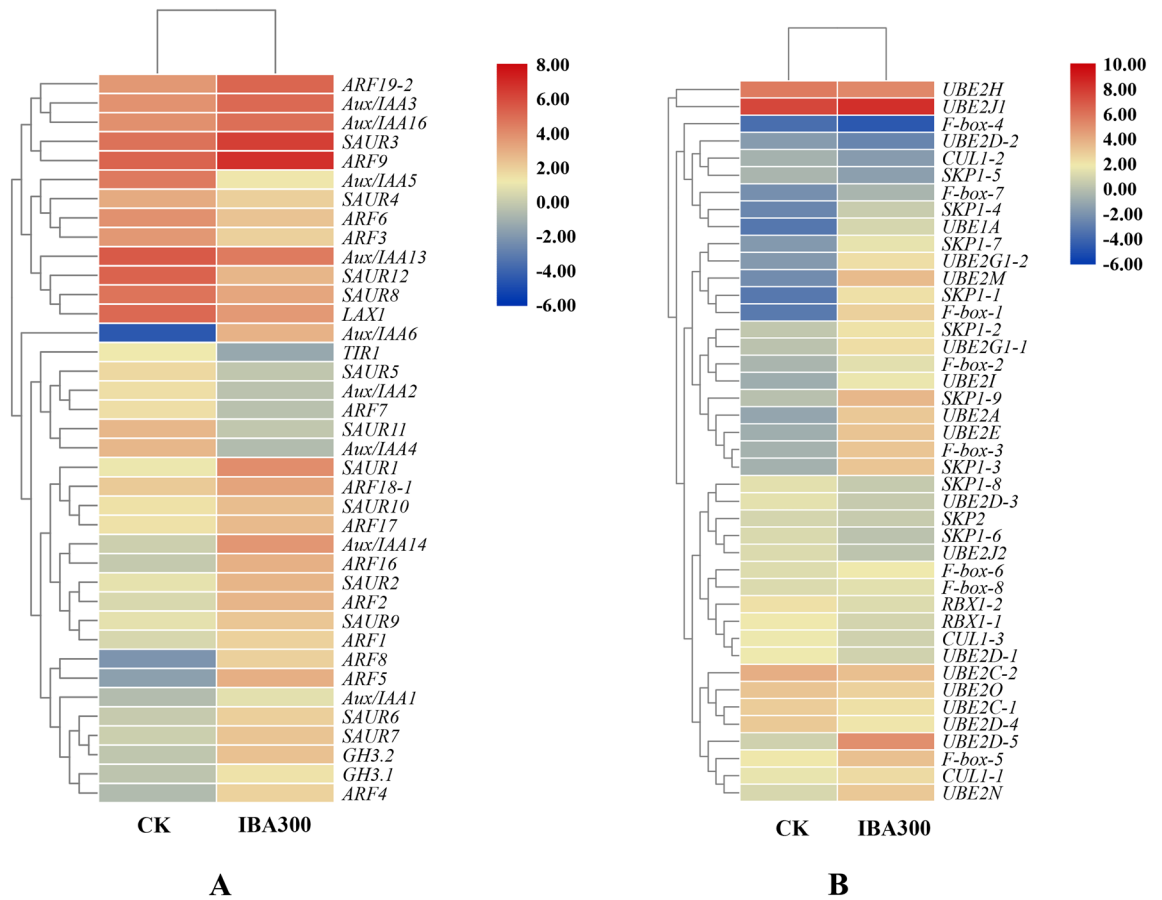 ARF19-2
Aux/IAA3
Aux/IAA16
SAUR3
ARF9
Aux/IAA5
SAUR4
ARF6
ARF3
Aux/IAA13
SAUR12
SAUR8
LAX1
Aux/IAA6
TIR1
SAUR5
Aux/IAA2
ARF7
SAUR11
Aux/IAA4
SAUR1
ARF18-1
SAUR10
ARF17
Aux/IAA14
ARF16
SAUR2
ARF2
SAUR9
ARF1
ARF8
ARF5
Aux/IAA1
SAUR6
SAUR7
GH3.2
GH3.1
ARF4
CK IBA300
8.00
6.00
4.00
2.00
0.00
-2.00
-4.00
-6.00
A
UBE2H
UBE2J1
F-box-4
UBE2D-2
CUL1-2
SKP1-5
F-box-7
SKP1-4
UBE1A
SKP1-7
UBE2G1-2
UBE2M
SKP1-1
F-box-1
SKP1-2
UBE2G1-1
F-box-2
UBE2I
SKP1-9
UBE2A
UBE2E
F-box-3
SKP1-3
SKP1-8
UBE2D-3
SKP2
SKP1-6
UBE2J2
F-box-6
F-box-8
RBX1-2
RBX1-1
CUL1-3
UBE2D-1
UBE2C-2
UBE2O
UBE2C-1
UBE2D-4
UBE2D-5
F-box-5
CUL1-1
UBE2N
CK IBA300
10.00
8.00
6.00
4.00
2.00
0.00
-2.00
-4.00
-6.00
B